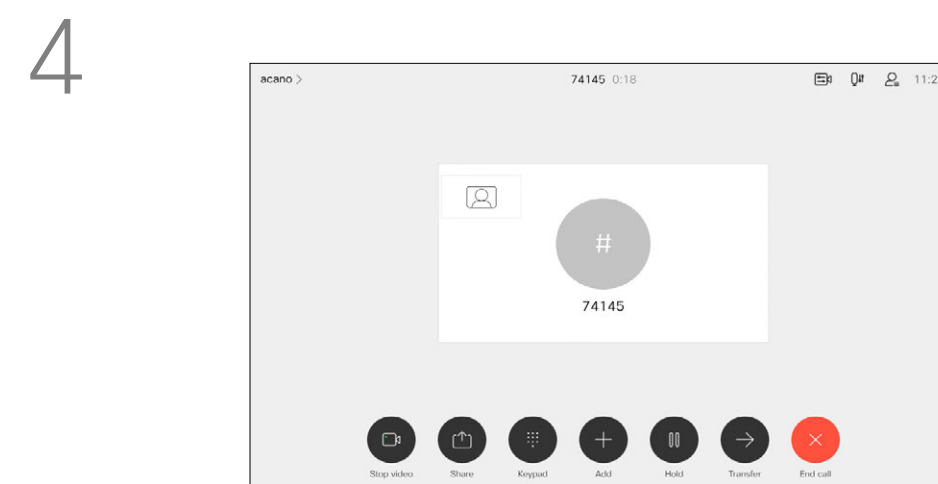 4
acano >
74145 0:18
11:2
#
74145
Stop video Share Keypad Add Hold Transfer End call